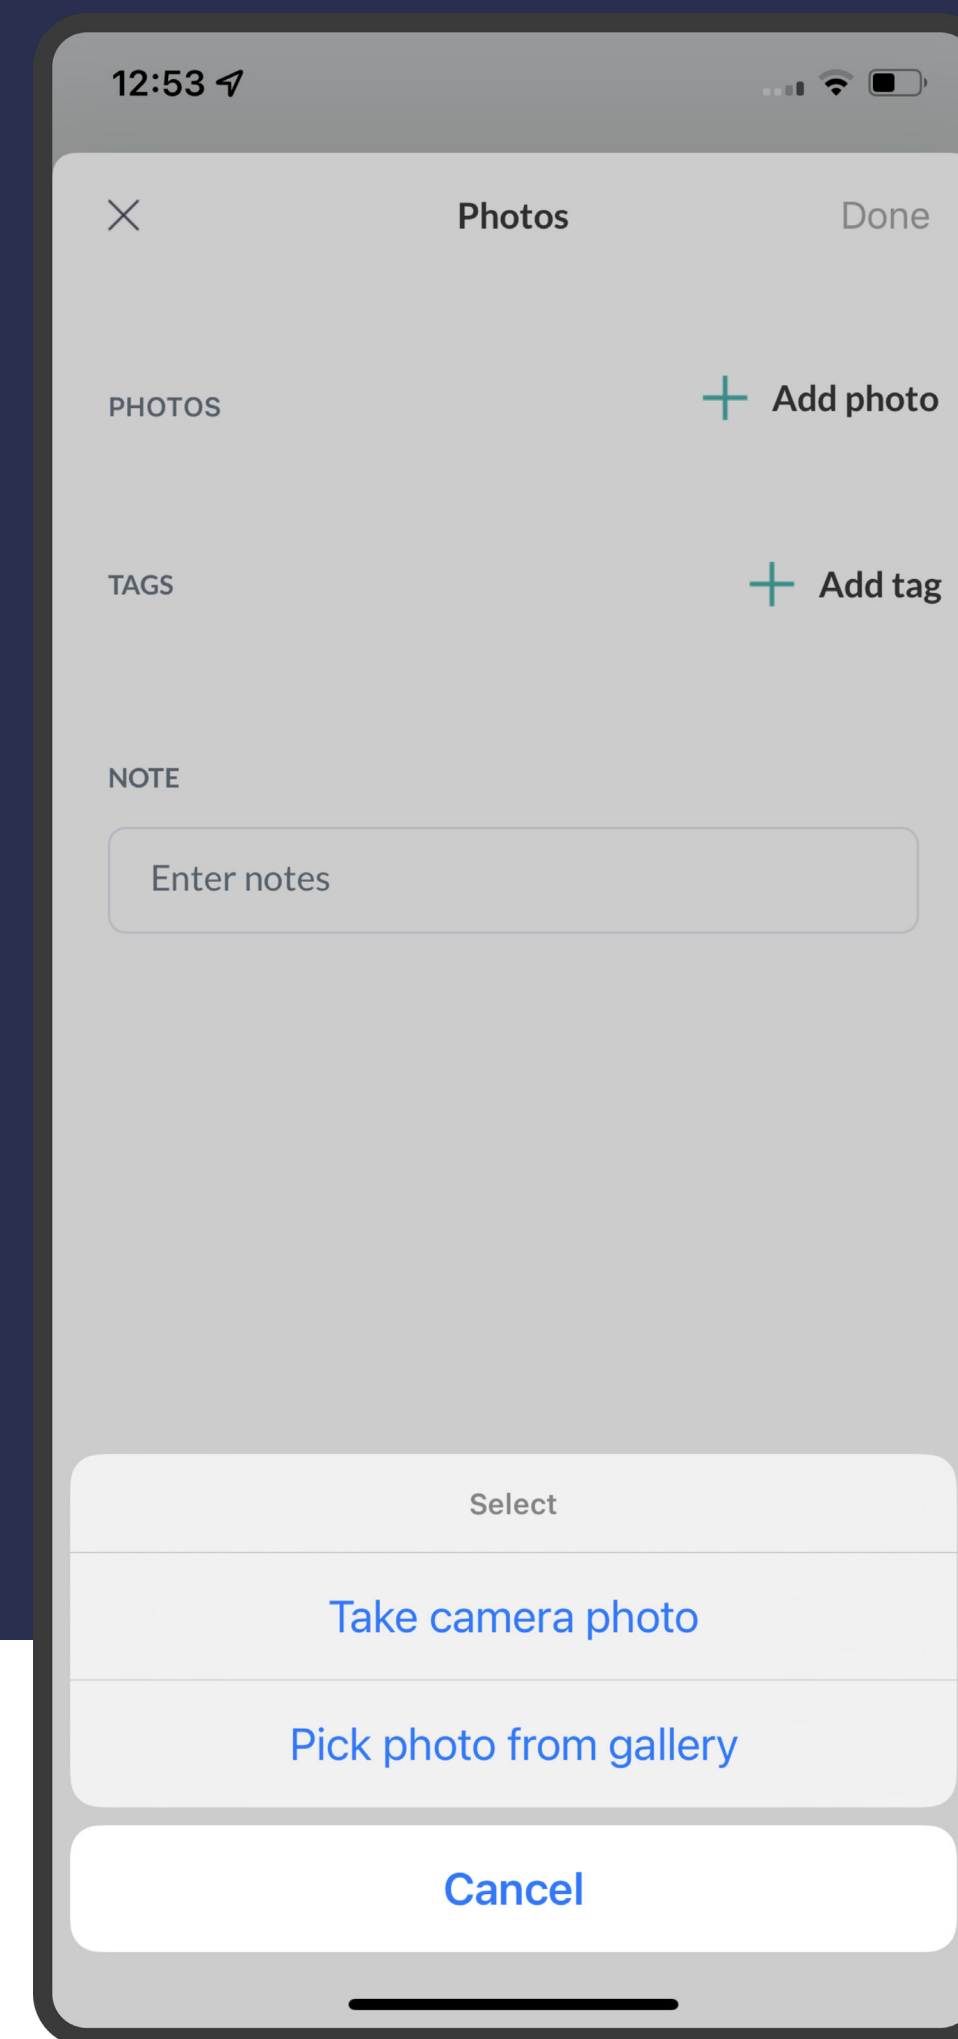 12:53
Photos
Done
PHOTOS
Add photo
TAGS
Add tag
NOTE
Enter notes
Select
Take camera photo
Pick photo from gallery
Cancel